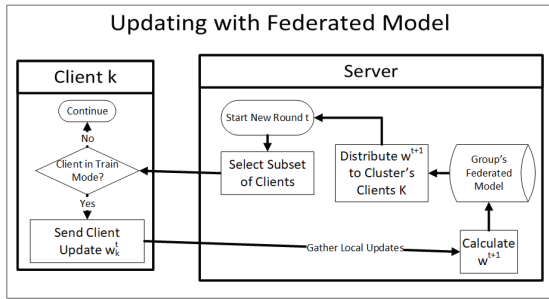 Updating with Federated Model
Client k
Continue
No
Client in Train
Mode?
Yes
Send Client
Update w_k^t
Server
Start New Round t
Select Subset
of Clients
Distribute w^{t+1}
to Cluster's
Clients K
Group's
Federated
Model
Gather Local Updates
Calculate
w^{t+1}